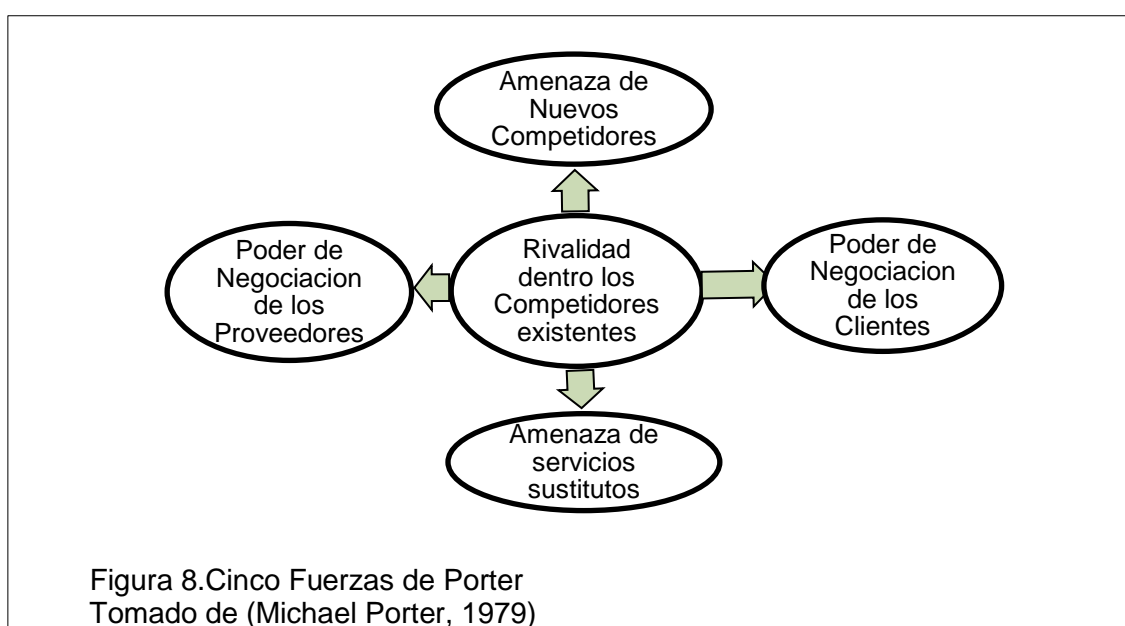 Amenaza de
Nuevos
Competidores
Poder de
Negociacion
de los
Proveedores
Rivalidad
dentro los
Competidores
existentes
Poder de
Negociacion
de los
Clientes
Amenaza de
servicios
sustitutos
Figura 8.Cinco Fuerzas de Porter
Tomado de (Michael Porter, 1979)